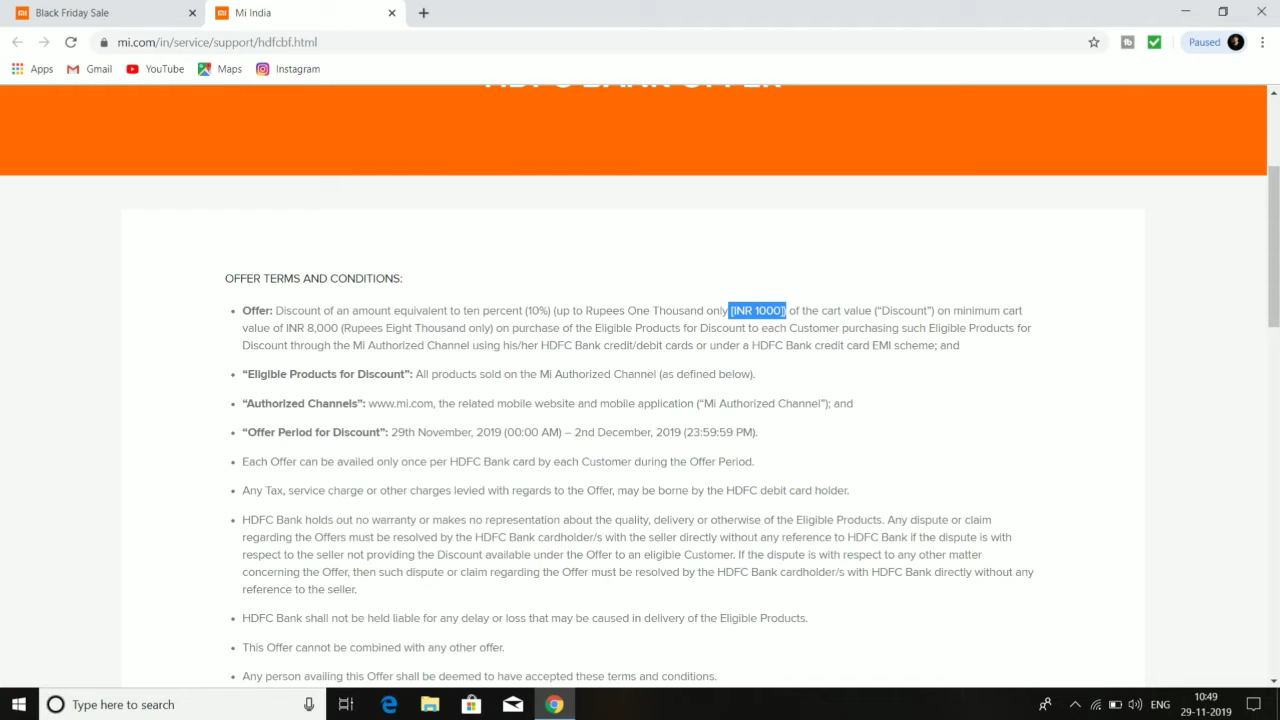 Black Friday Sale
Mi India
mi.com/in/service/support/hdfcbf.html
Paused
Apps
Gmail
YouTube
Maps
Instagram
HDFC BANK OFFER
OFFER TERMS AND CONDITIONS:
• Offer: Discount of an amount equivalent to ten percent (10%) (up to Rupees One Thousand only [INR 1000]) of the cart value (“Discount”) on minimum cart
value of INR 8,000 (Rupees Eight Thousand only) on purchase of the Eligible Products for Discount to each Customer purchasing such Eligible Products for
Discount through the Mi Authorized Channel using his/her HDFC Bank credit/debit cards or under a HDFC Bank credit card EMI scheme; and
• “Eligible Products for Discount”: All products sold on the Mi Authorized Channel (as defined below).
• “Authorized Channels”: www.mi.com, the related mobile website and mobile application (“Mi Authorized Channel”); and
• “Offer Period for Discount”: 29th November, 2019 (00:00 AM) – 2nd December, 2019 (23:59:59 PM).
• Each Offer can be availed only once per HDFC Bank card by each Customer during the Offer Period.
• Any Tax, service charge or other charges levied with regards to the Offer, may be borne by the HDFC debit card holder.
• HDFC Bank holds out no warranty or makes no representation about the quality, delivery or otherwise of the Eligible Products. Any dispute or claim
regarding the Offers must be resolved by the HDFC Bank cardholder/s with the seller directly without any reference to HDFC Bank if the dispute is with
respect to the seller not providing the Discount available under the Offer to an eligible Customer. If the dispute is with respect to any other matter
concerning the Offer, then such dispute or claim regarding the Offer must be resolved by the HDFC Bank cardholder/s with HDFC Bank directly without any
reference to the seller.
• HDFC Bank shall not be held liable for any delay or loss that may be caused in delivery of the Eligible Products.
• This Offer cannot be combined with any other offer.
• Any person availing this Offer shall be deemed to have accepted these terms and conditions.
Type here to search
ENG
10:49
29-11-2019